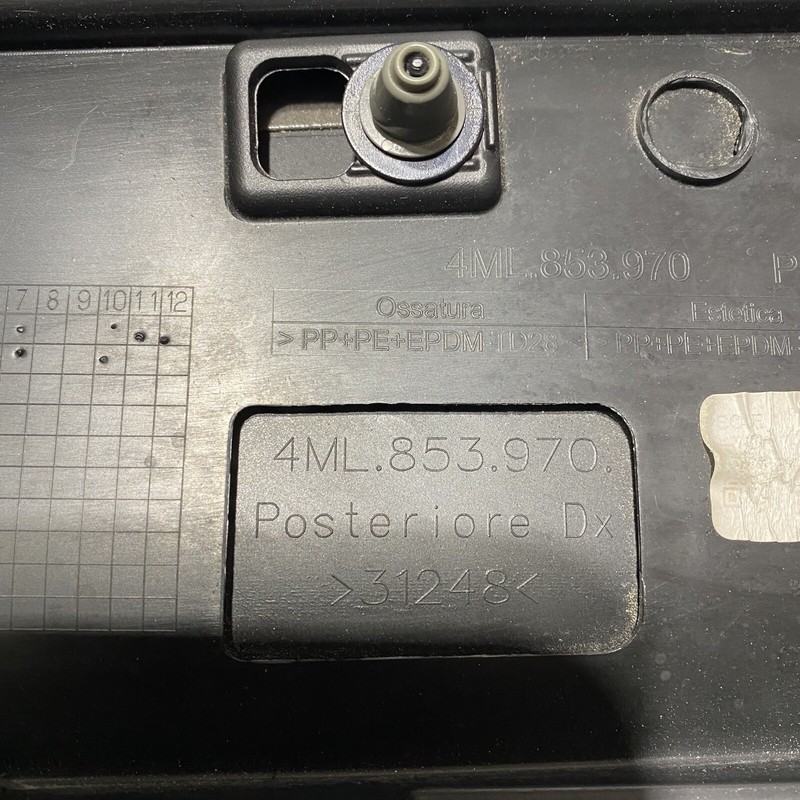 4ML.853.970 P
7 8 9 10 11 12
Ossatura Estetica
>PP+PE+EPDM-TD28 PP+PE+EPDM-
4ML.853.970.
Posteriore Dx
>31248<